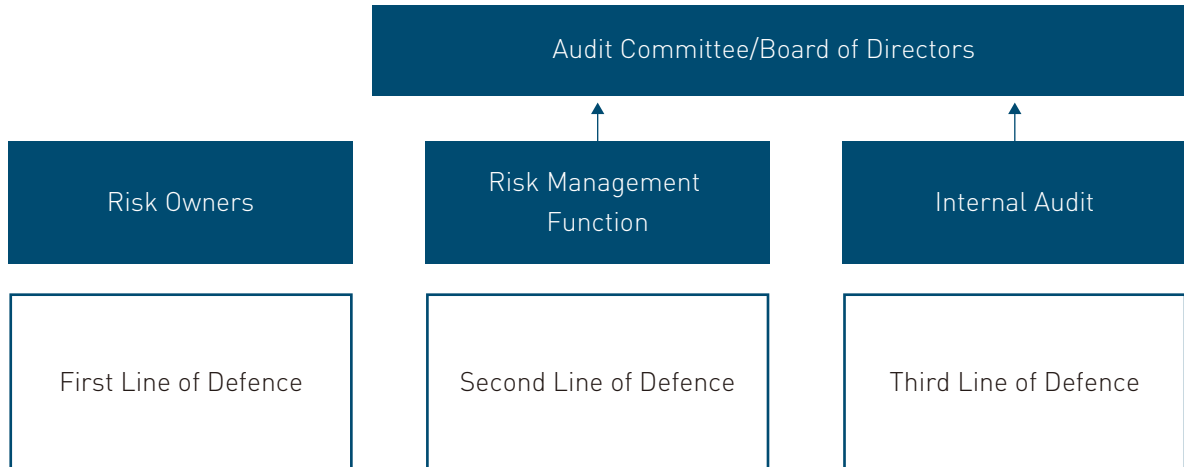 Audit Committee/Board of Directors
Risk Owners
Risk Management
Function
Internal Audit
First Line of Defence
Second Line of Defence
Third Line of Defence